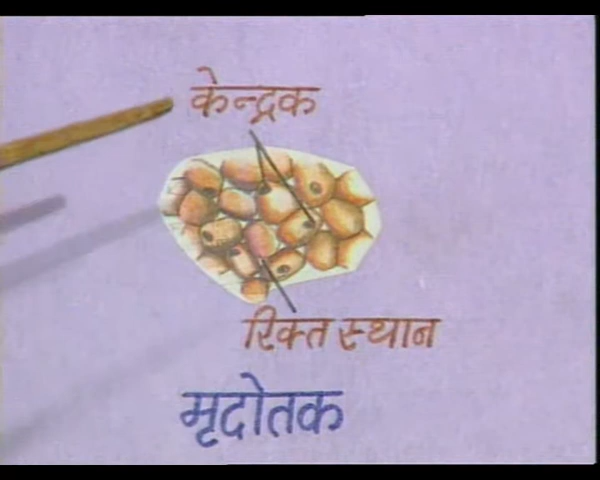 केन्द्रक
रिक्त स्थान
मृदोतक